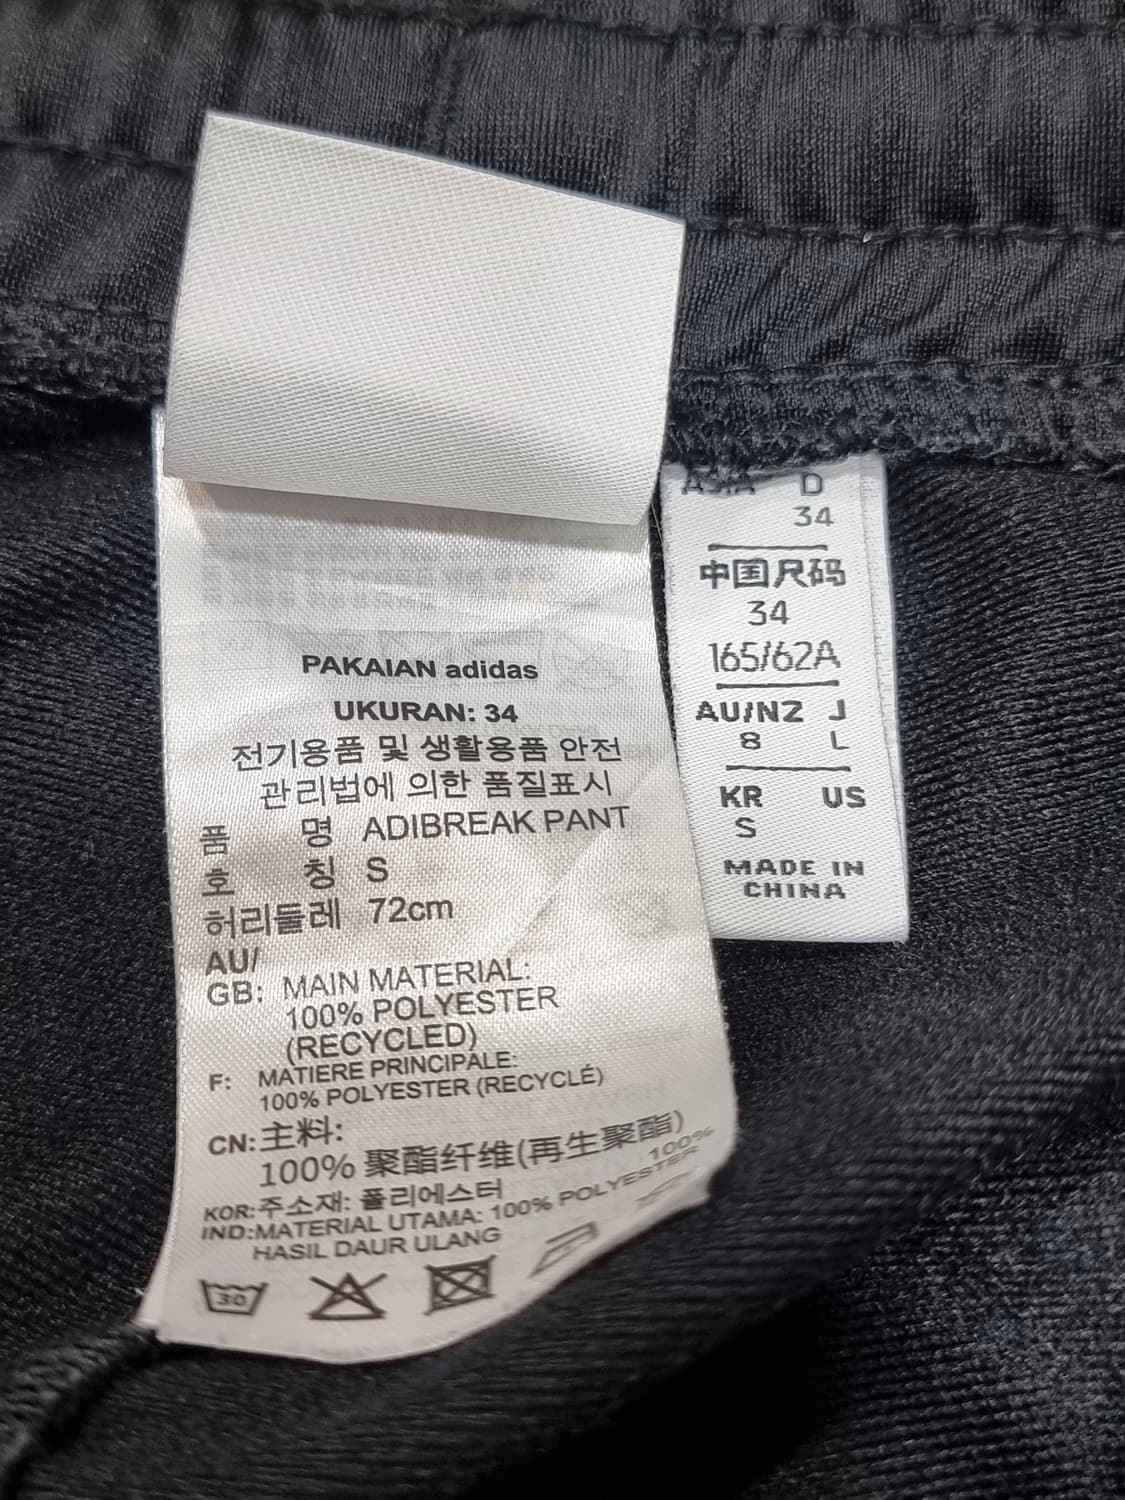 PAKAIAN adidas
UKURAN: 34
전기용품 및 생활용품 안전
관리법에 의한 품질표시
품 명 ADIBREAK PANT
호 칭 S
허리둘레 72cm
AU/
GB: MAIN MATERIAL:
100% POLYESTER
(RECYCLED)
F: MATIERE PRINCIPALE:
100% POLYESTER (RECYCLÉ)
CN: 主料:
100% 聚酯纤维(再生聚酯)
KOR: 주소재: 폴리에스터 100%
IND: MATERIAL UTAMA: 100% POLYESTER
HASIL DAUR ULANG
30
ASIA D
34
中国尺码
34
165/62A
AU/NZ J
8 L
KR US
S
MADE IN
CHINA